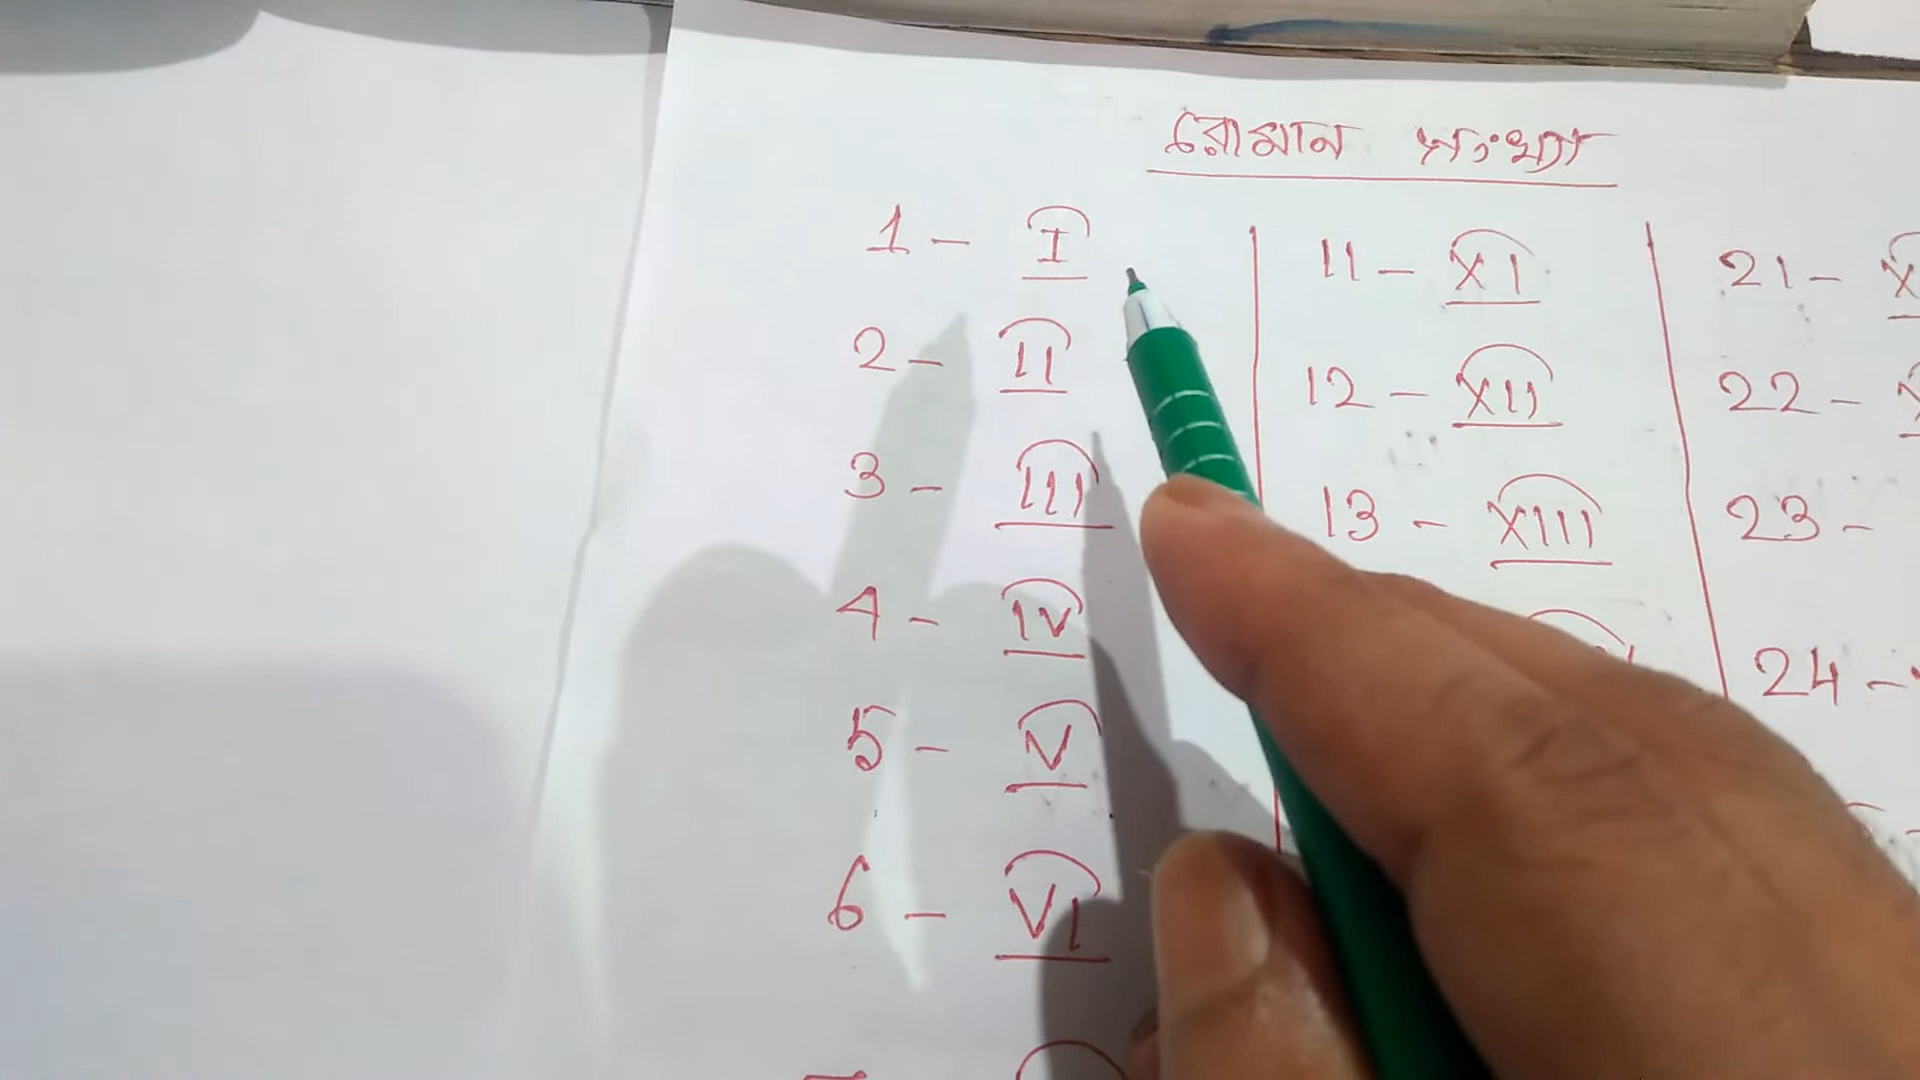 রোমান সংখ্যা
1 - I
2 - II
3 - III
4 - IV
5 - V
6 - VI
11 - XI
12 - XII
13 - XIII
21 - X
22 -
23 -
24 -